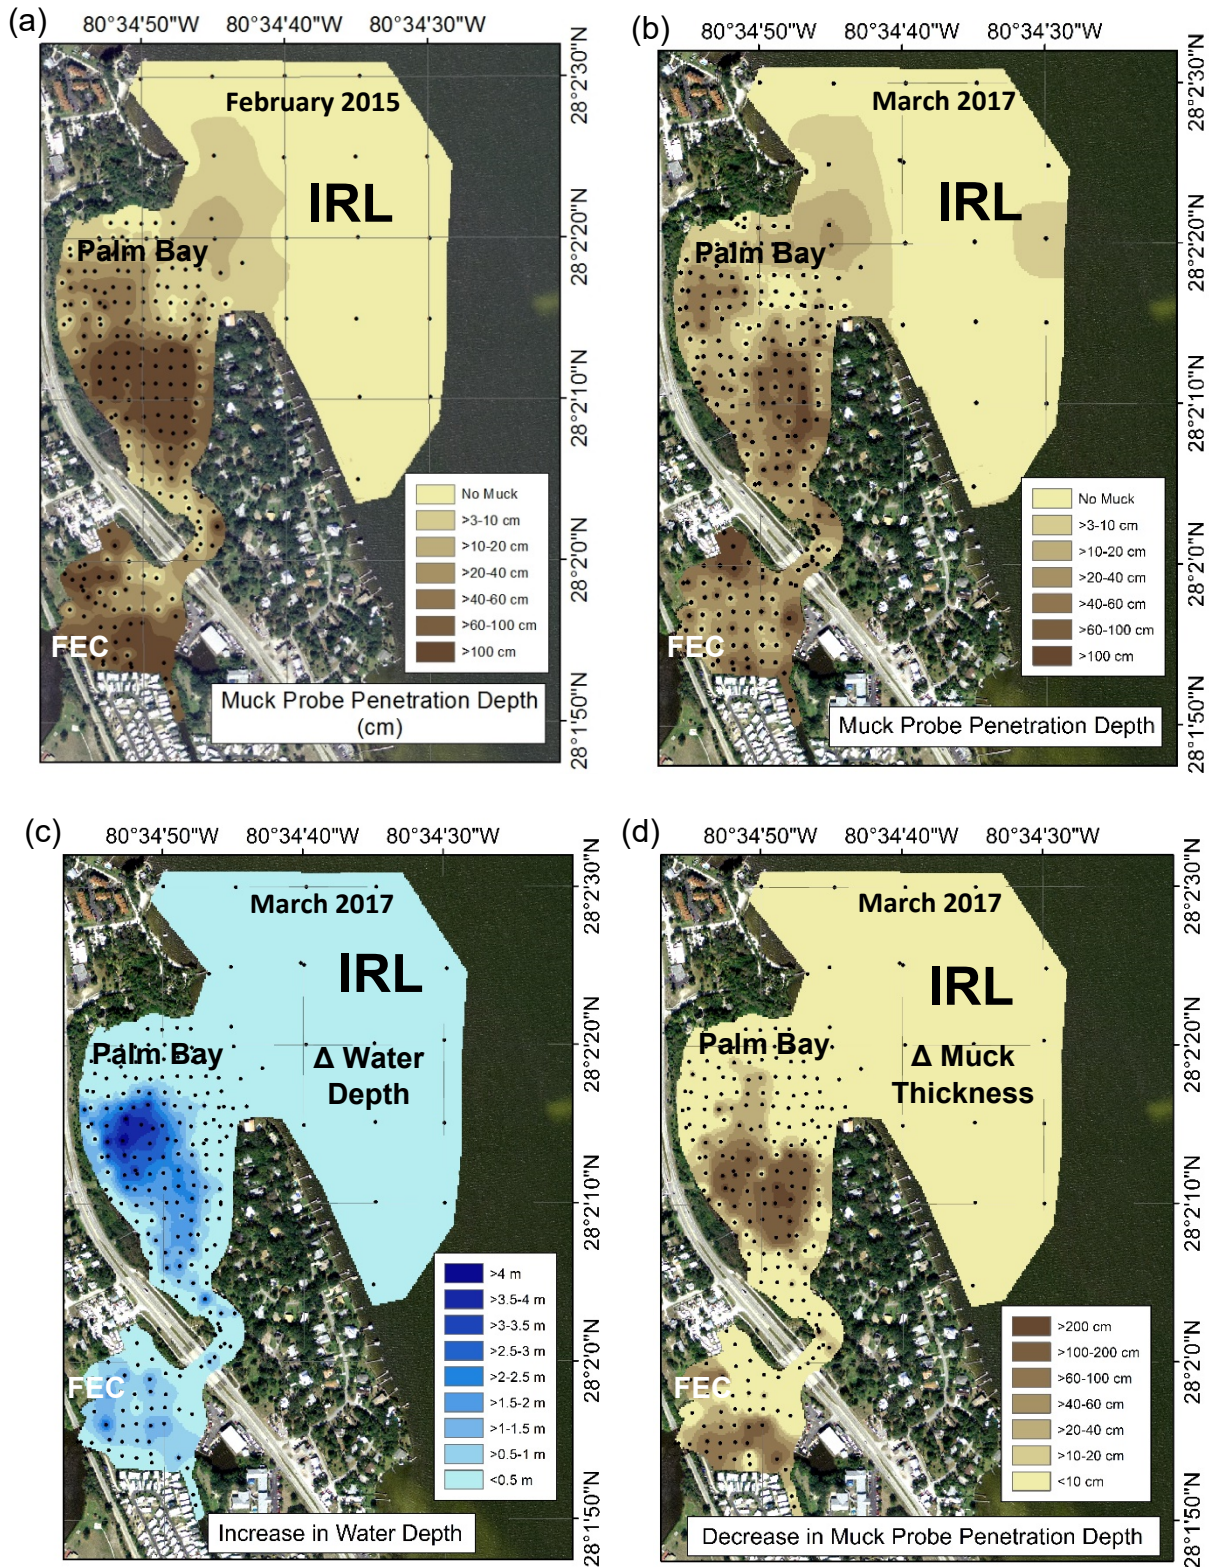 (a)
80°34'50"W 80°34'40"W 80°34'30"W
February 2015
IRL
Palm Bay
FEC
28°2'30"N
28°2'20"N
28°2'10"N
28°2'0"N
28°1'50"N
No Muck
>3-10 cm
>10-20 cm
>20-40 cm
>40-60 cm
>60-100 cm
>100 cm
Muck Probe Penetration Depth
(cm)
(b)
80°34'50"W 80°34'40"W 80°34'30"W
March 2017
IRL
Palm Bay
FEC
28°2'30"N
28°2'20"N
28°2'10"N
28°2'0"N
28°1'50"N
No Muck
>3-10 cm
>10-20 cm
>20-40 cm
>40-60 cm
>60-100 cm
>100 cm
Muck Probe Penetration Depth
(c)
80°34'50"W 80°34'40"W 80°34'30"W
March 2017
IRL
Palm Bay
Δ Water
Depth
FEC
28°2'30"N
28°2'20"N
28°2'10"N
28°2'0"N
28°1'50"N
>4 m
>3.5-4 m
>3-3.5 m
>2.5-3 m
>2-2.5 m
>1.5-2 m
>1-1.5 m
>0.5-1 m
<0.5 m
Increase in Water Depth
(d)
80°34'50"W 80°34'40"W 80°34'30"W
March 2017
IRL
Palm Bay
Δ Muck
Thickness
FEC
28°2'30"N
28°2'20"N
28°2'10"N
28°2'0"N
28°1'50"N
>200 cm
>100-200 cm
>60-100 cm
>40-60 cm
>20-40 cm
>10-20 cm
<10 cm
Decrease in Muck Probe Penetration Depth